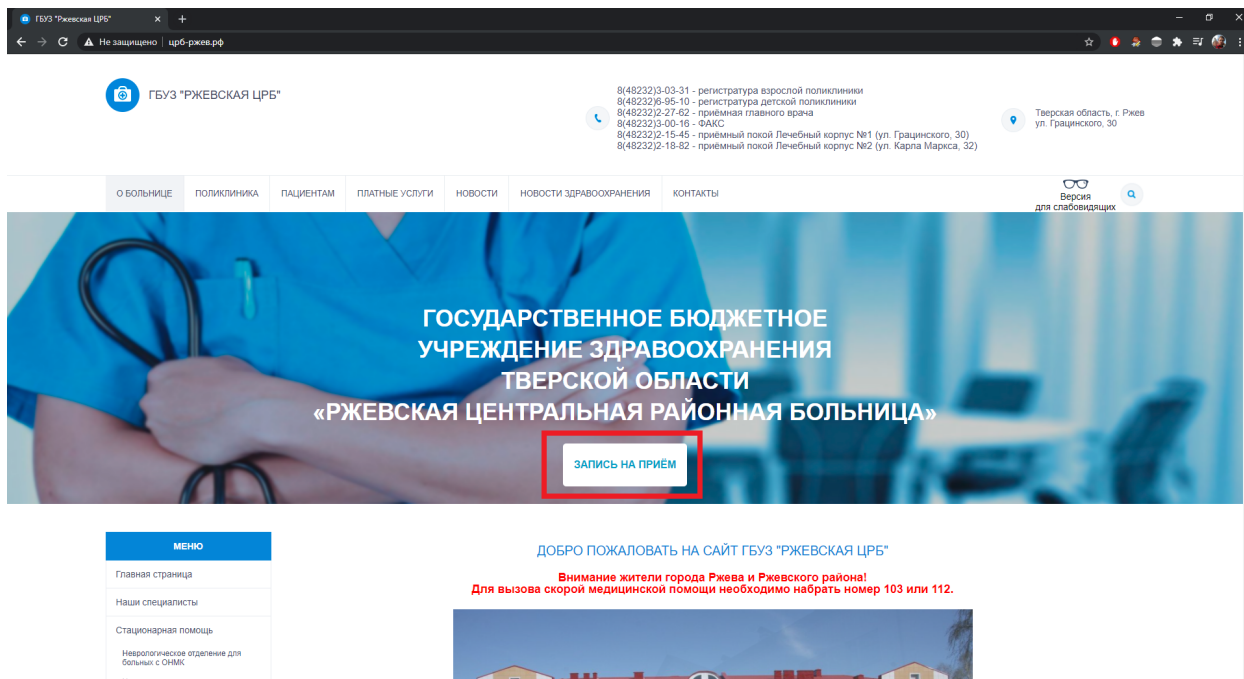 ГБУЗ "Ржевская ЦРБ"
Не защищено
црб-ржев.рф
ГБУЗ "РЖЕВСКАЯ ЦРБ"
8(48232)3-03-31 - регистратура взрослой поликлиники
8(48232)6-95-10 - регистратура детской поликлиники
8(48232)2-27-62 - приёмная главного врача
8(48232)3-00-16 - ФАКС
8(48232)2-15-45 - приёмный покой Лечебный корпус №1 (ул. Грацинского, 30)
8(48232)2-18-82 - приёмный покой Лечебный корпус №2 (ул. Карла Маркса, 32)
Тверская область, г. Ржев
ул. Грацинского, 30
О БОЛЬНИЦЕ
ПОЛИКЛИНИКА
ПАЦИЕНТАМ
ПЛАТНЫЕ УСЛУГИ
НОВОСТИ
НОВОСТИ ЗДРАВООХРАНЕНИЯ
КОНТАКТЫ
Версия
для слабовидящих
ГОСУДАРСТВЕННОЕ БЮДЖЕТНОЕ
УЧРЕЖДЕНИЕ ЗДРАВООХРАНЕНИЯ
ТВЕРСКОЙ ОБЛАСТИ
«РЖЕВСКАЯ ЦЕНТРАЛЬНАЯ РАЙОННАЯ БОЛЬНИЦА»
ЗАПИСЬ НА ПРИЁМ
МЕНЮ
Главная страница
Наши специалисты
Стационарная помощь
Неврологическое отделение для
больных с ОНМК
ДОБРО ПОЖАЛОВАТЬ НА САЙТ ГБУЗ "РЖЕВСКАЯ ЦРБ"
Внимание жители города Ржева и Ржевского района!
Для вызова скорой медицинской помощи необходимо набрать номер 103 или 112.